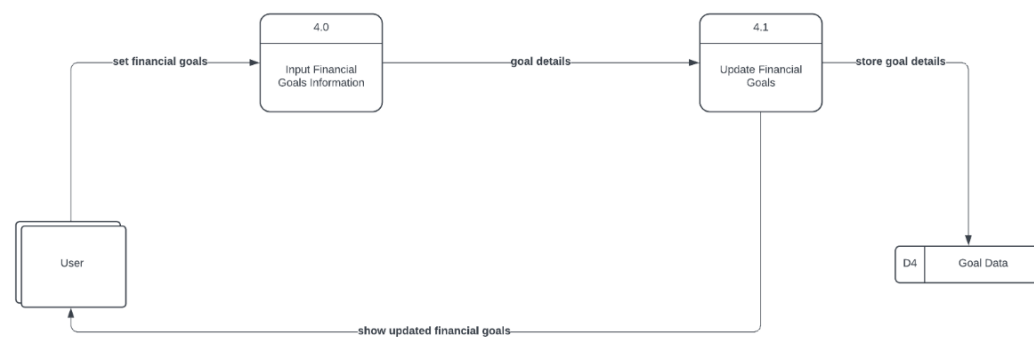 4.0
4.1
set financial goals
Input Financial
Goals Information
goal details
Update Financial
Goals
store goal details
User
D4
Goal Data
show updated financial goals